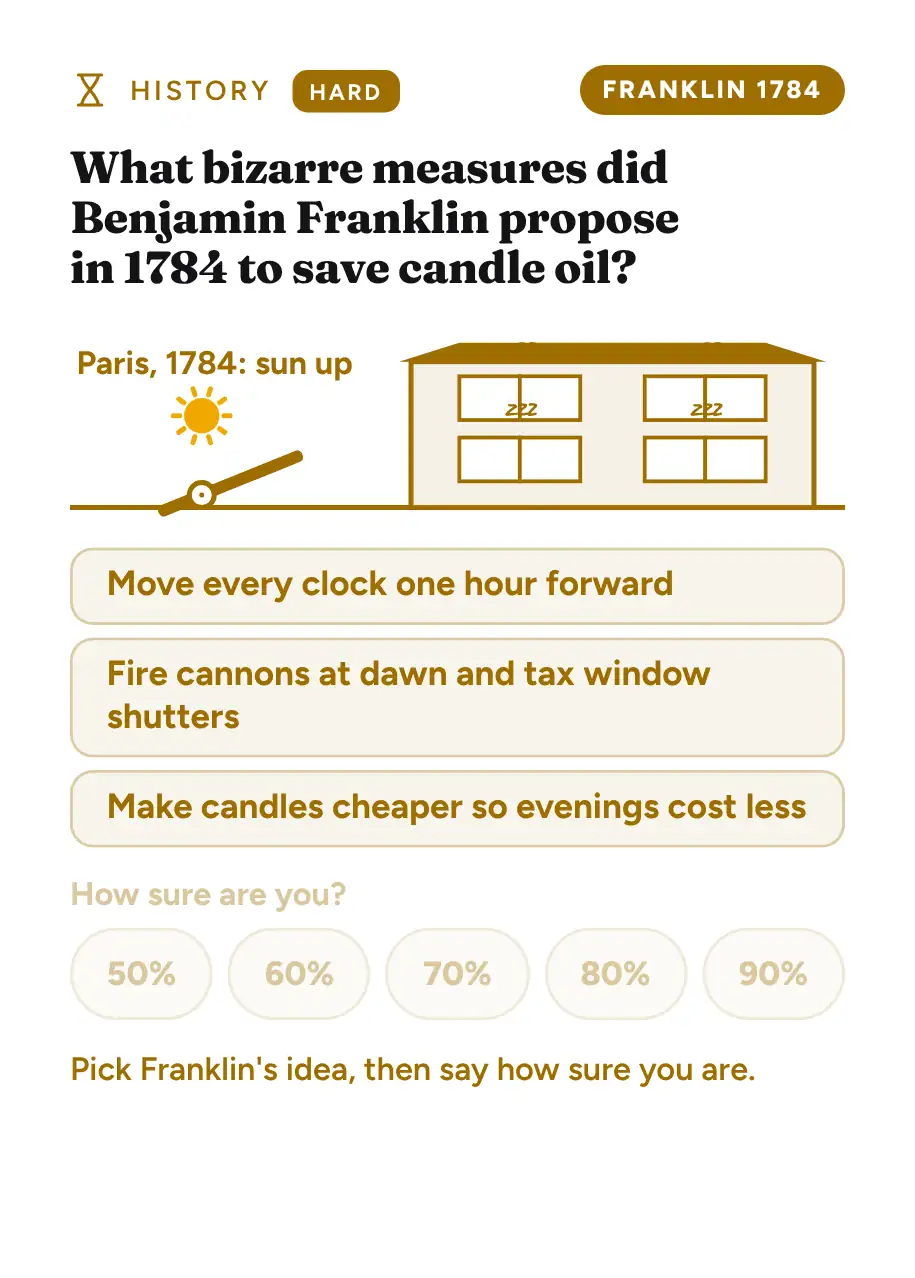 HISTORY
HARD
FRANKLIN 1784
What bizarre measures did
Benjamin Franklin propose
in 1784 to save candle oil?
Paris, 1784: sun up
zzz
zzz
Move every clock one hour forward
Fire cannons at dawn and tax window
shutters
Make candles cheaper so evenings cost less
How sure are you?
50%
60%
70%
80%
90%
Pick Franklin's idea, then say how sure you are.